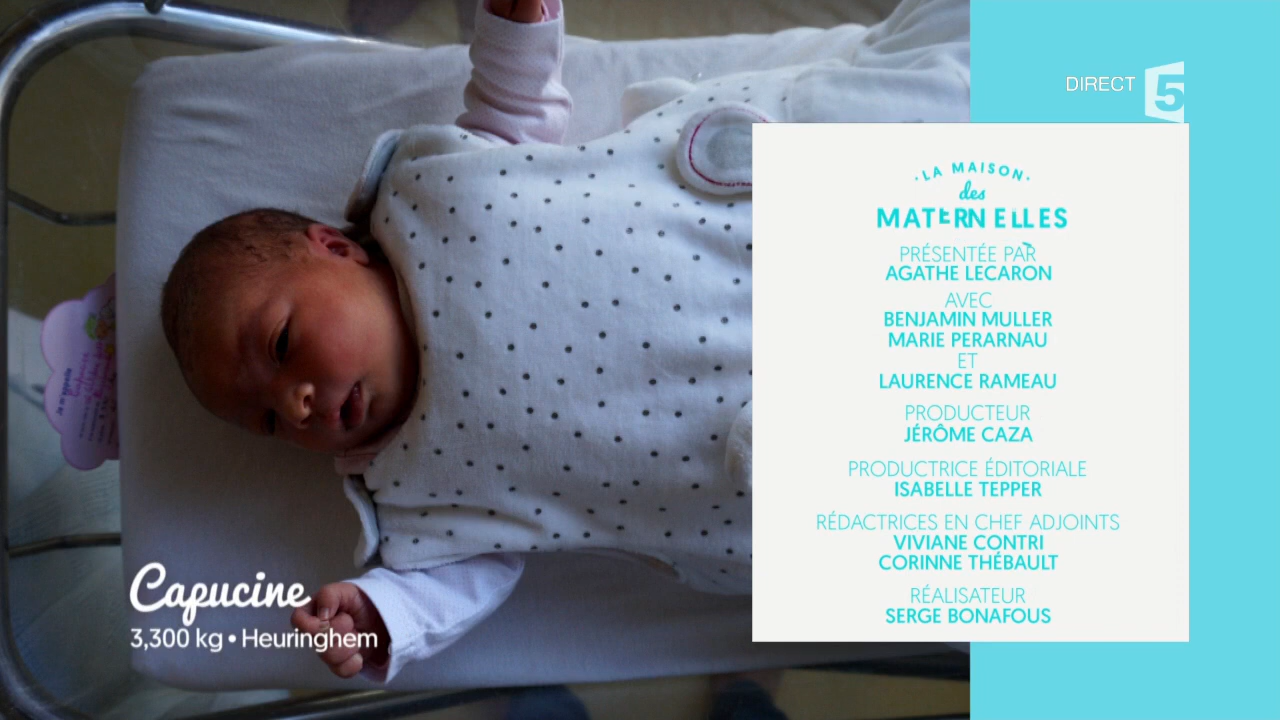 DIRECT 5
·LA MAISON·
des
MATERNELLES
PRÉSENTÉE PAR
AGATHE LECARON
AVEC
BENJAMIN MULLER
MARIE PERARNAU
ET
LAURENCE RAMEAU
PRODUCTEUR
JÉRÔME CAZA
PRODUCTRICE ÉDITORIALE
ISABELLE TEPPER
RÉDACTRICES EN CHEF ADJOINTS
VIVIANE CONTRI
CORINNE THÉBAULT
RÉALISATEUR
SERGE BONAFOUS
Capucine
3,300 kg • Heuringhem
Je m'appelle